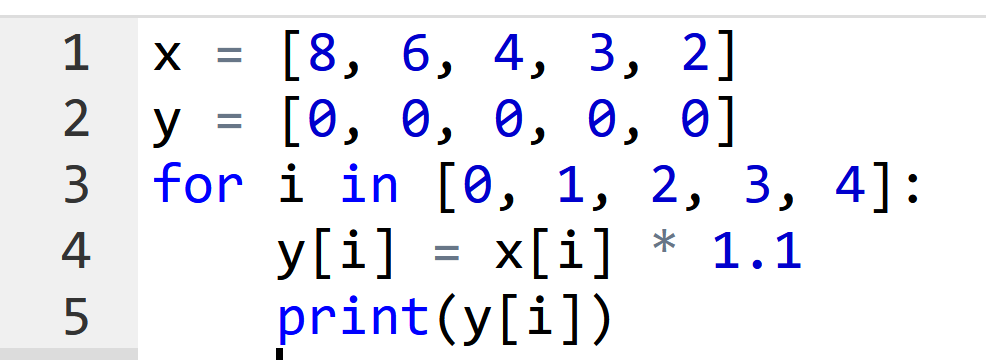 1 x = [8, 6, 4, 3, 2]
2 y = [0, 0, 0, 0, 0]
3 for i in [0, 1, 2, 3, 4]:
4     y[i] = x[i] * 1.1
5     print(y[i])